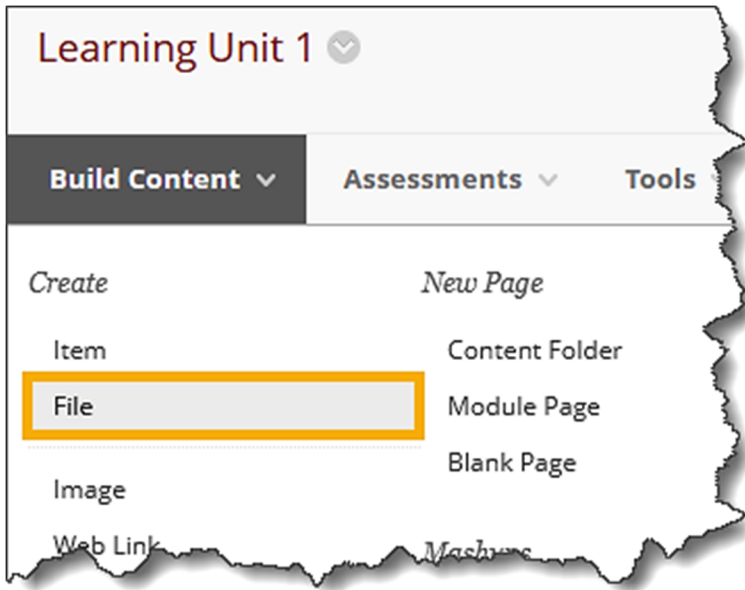 Learning Unit 1
Build Content Assessments Tools
Create
Item
File
Image
Web Link
New Page
Content Folder
Module Page
Blank Page
Mashups